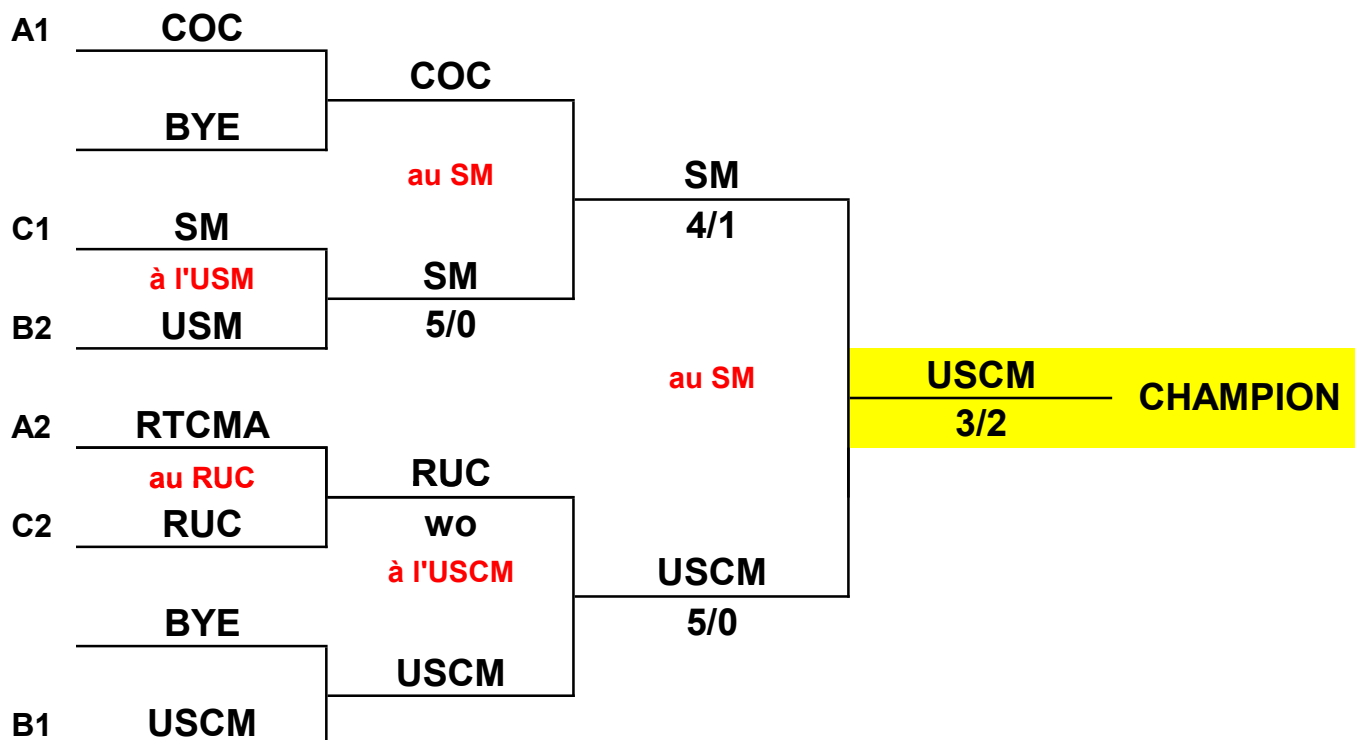 A1 COC
COC
BYE
au SM
SM
4/1
C1 SM
à l'USM
SM
5/0
B2 USM
au SM
USCM
3/2
CHAMPION
A2 RTCMA
au RUC
RUC
wo
C2 RUC
à l'USCM
USCM
5/0
BYE
USCM
B1 USCM